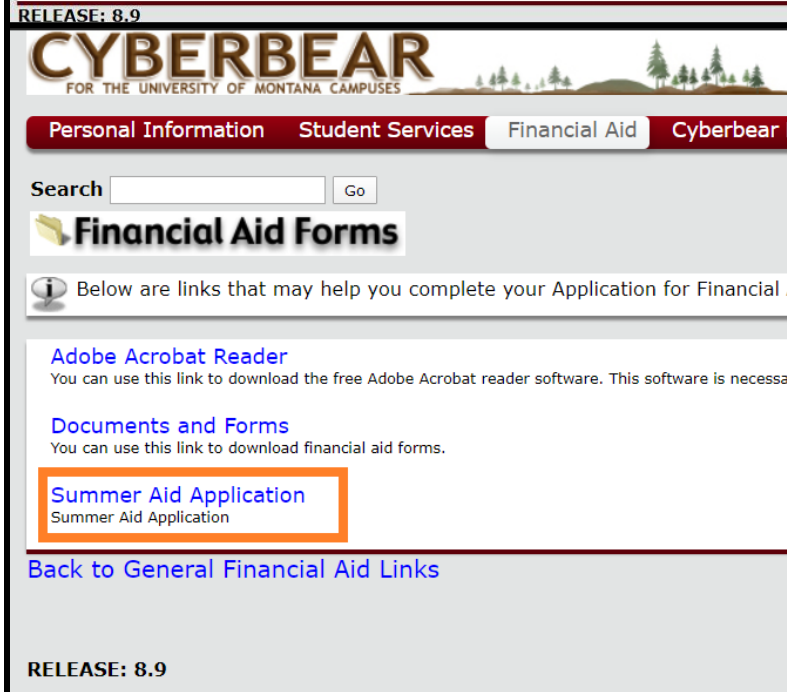 RELEASE: 8.9
CYBERBEAR
FOR THE UNIVERSITY OF MONTANA CAMPUSES
Personal Information Student Services Financial Aid Cyberbear
Search Go
Financial Aid Forms
Below are links that may help you complete your Application for Financial
Adobe Acrobat Reader
You can use this link to download the free Adobe Acrobat reader software. This software is necessa
Documents and Forms
You can use this link to download financial aid forms.
Summer Aid Application
Summer Aid Application
Back to General Financial Aid Links
RELEASE: 8.9